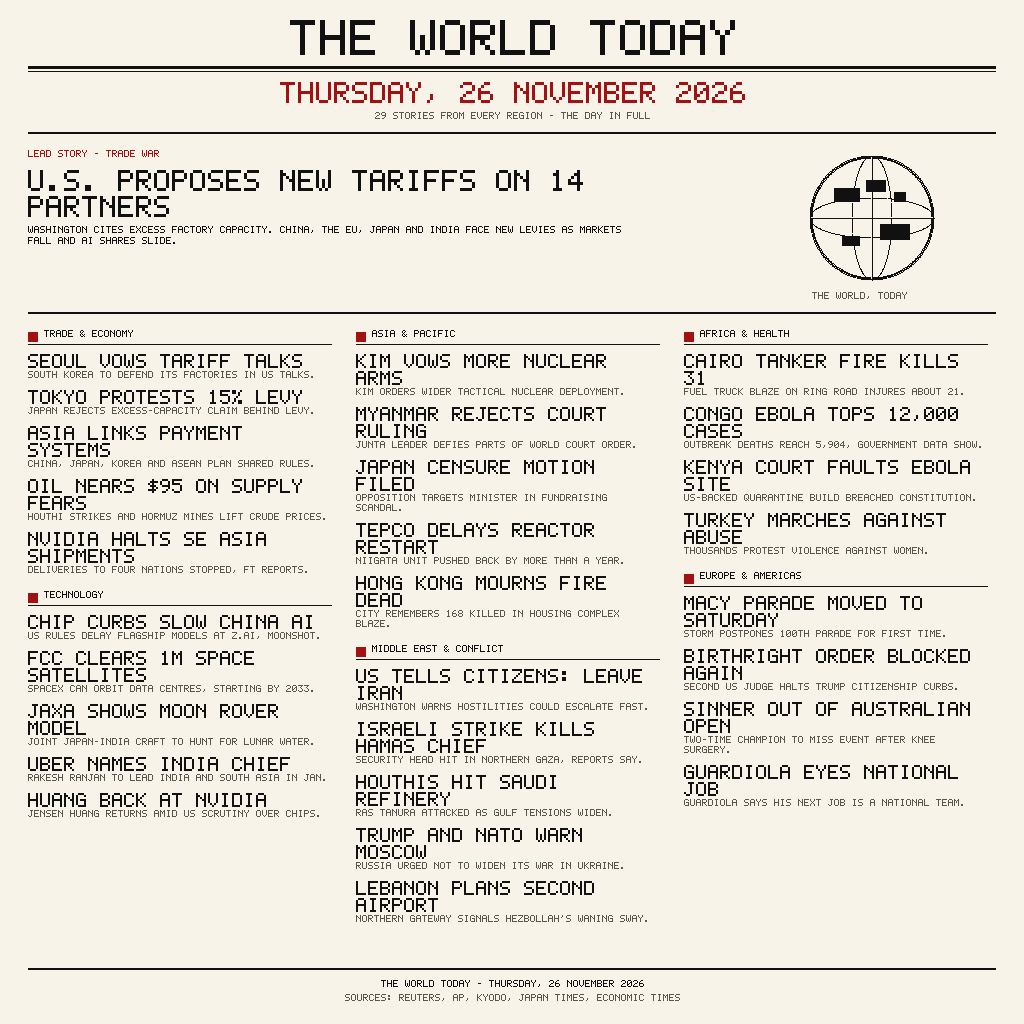 THE WORLD TODAY
THURSDAY, 26 NOVEMBER 2026
29 STORIES FROM EVERY REGION - THE DAY IN FULL
LEAD STORY - TRADE WAR
U.S. PROPOSES NEW TARIFFS ON 14
PARTNERS
WASHINGTON CITES EXCESS FACTORY CAPACITY. CHINA, THE EU, JAPAN AND INDIA FACE NEW LEVIES AS MARKETS
FALL AND AI SHARES SLIDE.
THE WORLD, TODAY
TRADE & ECONOMY
SEOUL VOWS TARIFF TALKS
SOUTH KOREA TO DEFEND ITS FACTORIES IN US TALKS.
TOKYO PROTESTS 15% LEVY
JAPAN REJECTS EXCESS-CAPACITY CLAIM BEHIND LEVY.
ASIA LINKS PAYMENT
SYSTEMS
CHINA, JAPAN, KOREA AND ASEAN PLAN SHARED RULES.
OIL NEARS $95 ON SUPPLY
FEARS
HOUTHI STRIKES AND HORMUZ MINES LIFT CRUDE PRICES.
NVIDIA HALTS SE ASIA
SHIPMENTS
DELIVERIES TO FOUR NATIONS STOPPED, FT REPORTS.
TECHNOLOGY
CHIP CURBS SLOW CHINA AI
US RULES DELAY FLAGSHIP MODELS AT Z.AI, MOONSHOT.
FCC CLEARS 1M SPACE
SATELLITES
SPACEX CAN ORBIT DATA CENTRES, STARTING BY 2033.
JAXA SHOWS MOON ROVER
MODEL
JOINT JAPAN-INDIA CRAFT TO HUNT FOR LUNAR WATER.
UBER NAMES INDIA CHIEF
RAKESH RANJAN TO LEAD INDIA AND SOUTH ASIA IN JAN.
HUANG BACK AT NVIDIA
JENSEN HUANG RETURNS AMID US SCRUTINY OVER CHIPS.
ASIA & PACIFIC
KIM VOWS MORE NUCLEAR
ARMS
KIM ORDERS WIDER TACTICAL NUCLEAR DEPLOYMENT.
MYANMAR REJECTS COURT
RULING
JUNTA LEADER DEFIES PARTS OF WORLD COURT ORDER.
JAPAN CENSURE MOTION
FILED
OPPOSITION TARGETS MINISTER IN FUNDRAISING
SCANDAL.
TEPCO DELAYS REACTOR
RESTART
NIIGATA UNIT PUSHED BACK BY MORE THAN A YEAR.
HONG KONG MOURNS FIRE
DEAD
CITY REMEMBERS 168 KILLED IN HOUSING COMPLEX
BLAZE.
MIDDLE EAST & CONFLICT
US TELLS CITIZENS: LEAVE
IRAN
WASHINGTON WARNS HOSTILITIES COULD ESCALATE FAST.
ISRAELI STRIKE KILLS
HAMAS CHIEF
SECURITY HEAD HIT IN NORTHERN GAZA, REPORTS SAY.
HOUTHIS HIT SAUDI
REFINERY
RAS TANURA ATTACKED AS GULF TENSIONS WIDEN.
TRUMP AND NATO WARN
MOSCOW
RUSSIA URGED NOT TO WIDEN ITS WAR IN UKRAINE.
LEBANON PLANS SECOND
AIRPORT
NORTHERN GATEWAY SIGNALS HEZBOLLAH'S WANING SWAY.
AFRICA & HEALTH
CAIRO TANKER FIRE KILLS
31
FUEL TRUCK BLAZE ON RING ROAD INJURES ABOUT 21.
CONGO EBOLA TOPS 12,000
CASES
OUTBREAK DEATHS REACH 5,904, GOVERNMENT DATA SHOW.
KENYA COURT FAULTS EBOLA
SITE
US-BACKED QUARANTINE BUILD BREACHED CONSTITUTION.
TURKEY MARCHES AGAINST
ABUSE
THOUSANDS PROTEST VIOLENCE AGAINST WOMEN.
EUROPE & AMERICAS
MACY PARADE MOVED TO
SATURDAY
STORM POSTPONES 100TH PARADE FOR FIRST TIME.
BIRTHRIGHT ORDER BLOCKED
AGAIN
SECOND US JUDGE HALTS TRUMP CITIZENSHIP CURBS.
SINNER OUT OF AUSTRALIAN
OPEN
TWO-TIME CHAMPION TO MISS EVENT AFTER KNEE
SURGERY.
GUARDIOLA EYES NATIONAL
JOB
GUARDIOLA SAYS HIS NEXT JOB IS A NATIONAL TEAM.
THE WORLD TODAY - THURSDAY, 26 NOVEMBER 2026
SOURCES: REUTERS, AP, KYODO, JAPAN TIMES, ECONOMIC TIMES